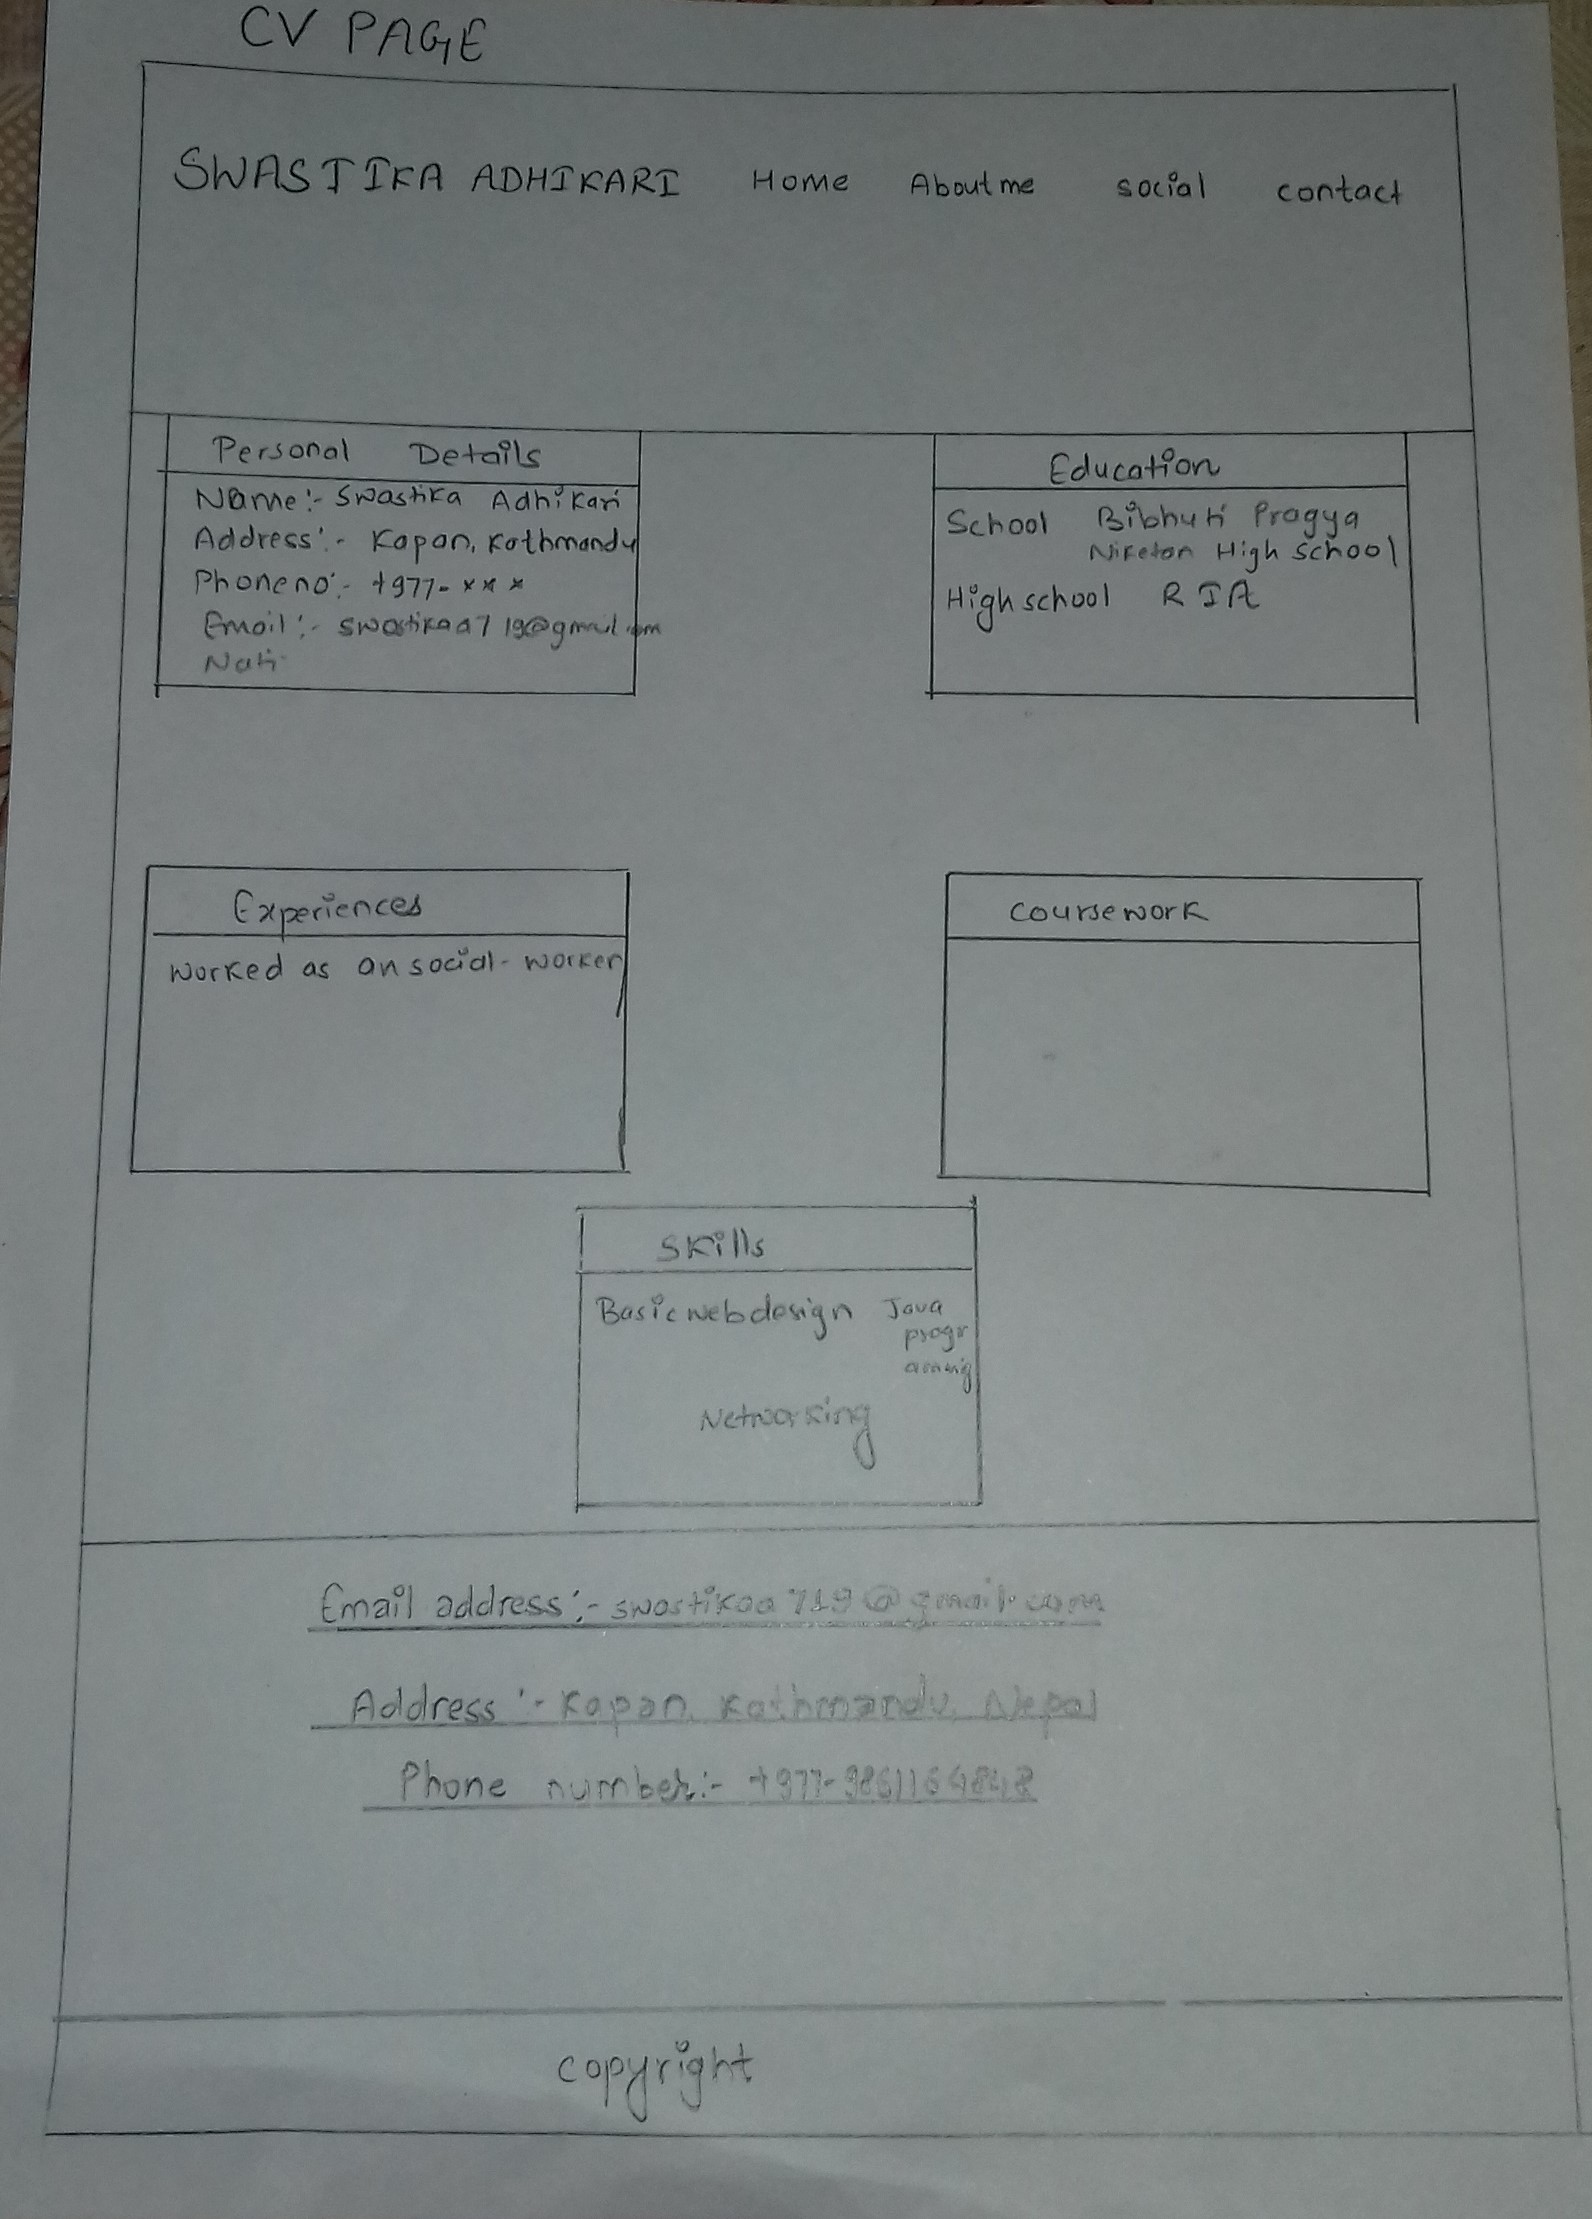 CV PAGE
SWASTIKA ADHIKARI Home About me social contact
Personal Details
Name:- Swastika Adhikari
Address:- Kapan, Kathmandu
Phone no:- +977- ***
Email:- swastikaa719@gmail.com
Nati
Education
School Bibhuti Pragya
Niketan High school
High school RIA
Experiences
Worked as an social-worker
Coursework
Skills
Basic web design Java
progr
amming
Networking
Email address:- swastikaa719@gmail.com
Address:- Kapan, Kathmandu, Nepal
Phone number:- +977-9861164848
copyright